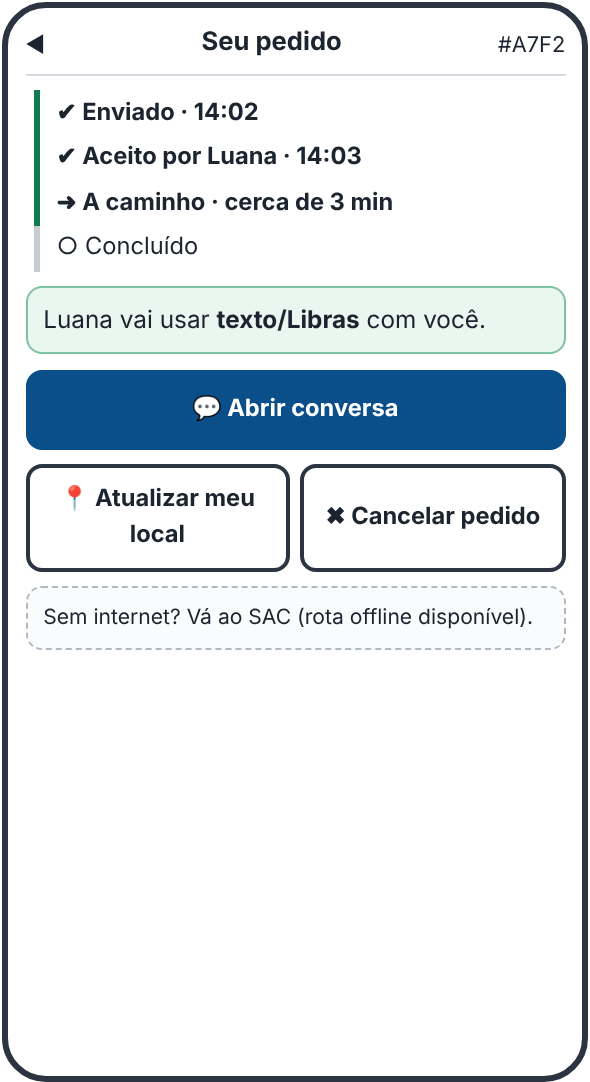 ◀ Seu pedido #A7F2
✔ Enviado · 14:02
✔ Aceito por Luana · 14:03
➜ A caminho · cerca de 3 min
○ Concluído
Luana vai usar texto/Libras com você.
💬 Abrir conversa
📍 Atualizar meu
local
✖ Cancelar pedido
Sem internet? Vá ao SAC (rota offline disponível).